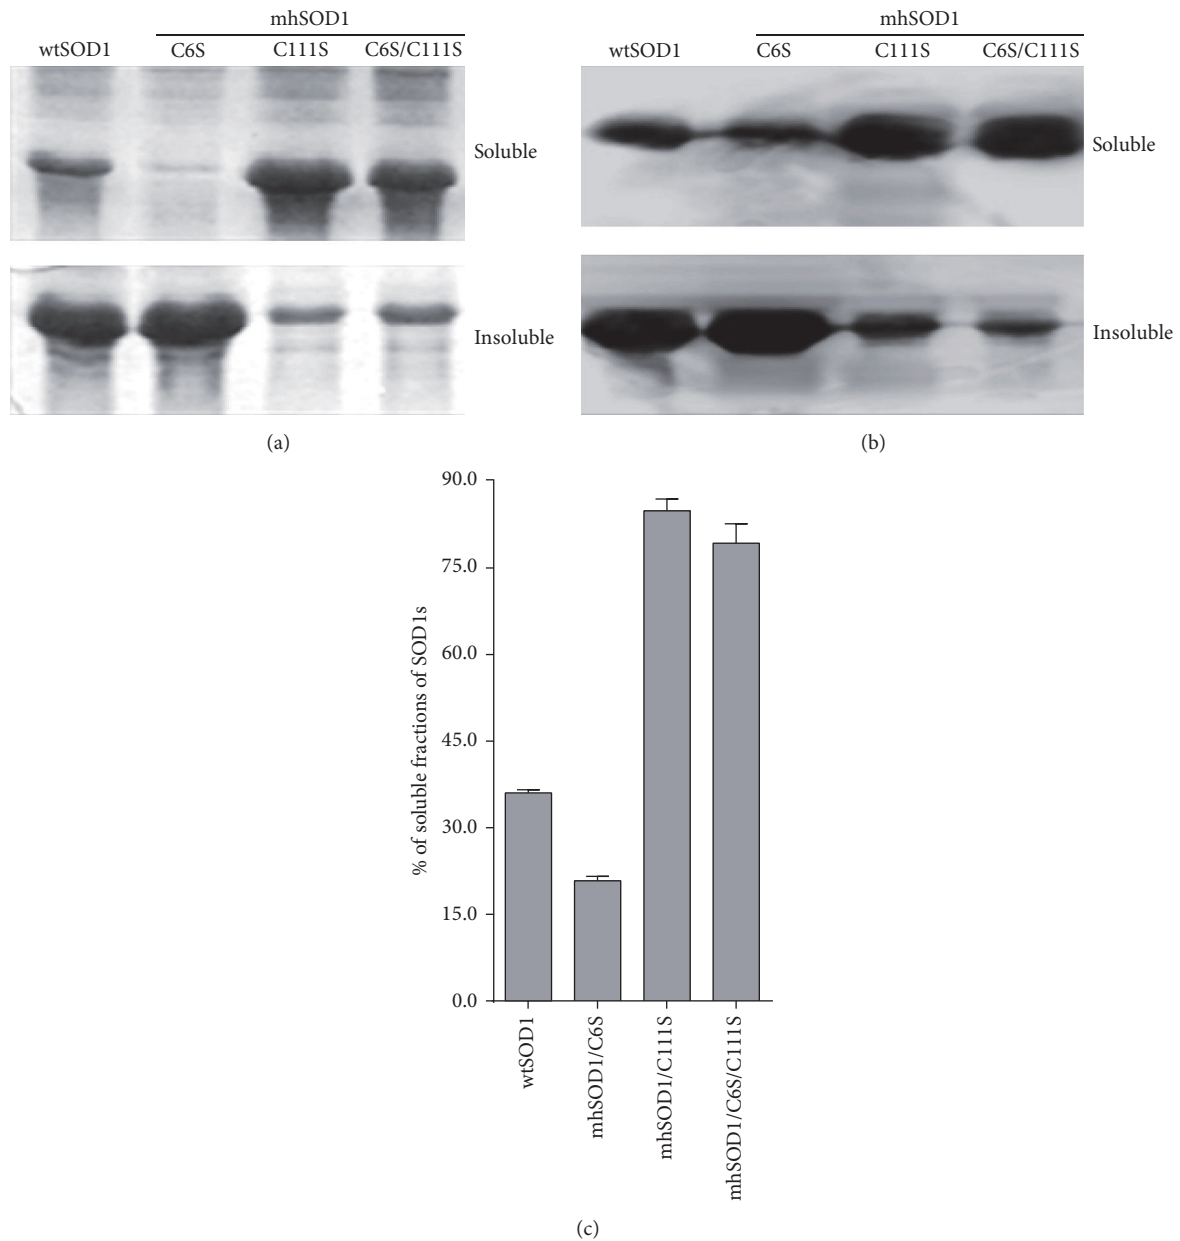 mhSOD1
wtSOD1 C6S C111S C6S/C111S
Soluble
Insoluble
(a)
mhSOD1
wtSOD1 C6S C111S C6S/C111S
Soluble
Insoluble
(b)
% of soluble fractions of SOD1s
90.0
75.0
60.0
45.0
30.0
15.0
0.0
wtSOD1
mhSOD1/C6S
mhSOD1/C111S
mhSOD1/C6S/C111S
(c)